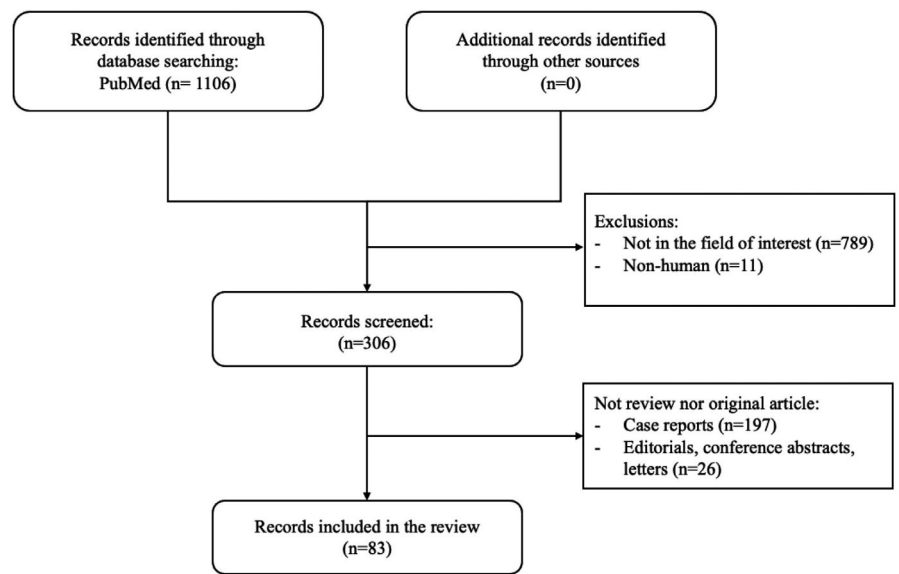 Records identified through
database searching:
PubMed (n= 1106)
Additional records identified
through other sources
(n=0)
Exclusions:
- Not in the field of interest (n=789)
- Non-human (n=11)
Records screened:
(n=306)
Not review nor original article:
- Case reports (n=197)
- Editorials, conference abstracts,
letters (n=26)
Records included in the review
(n=83)